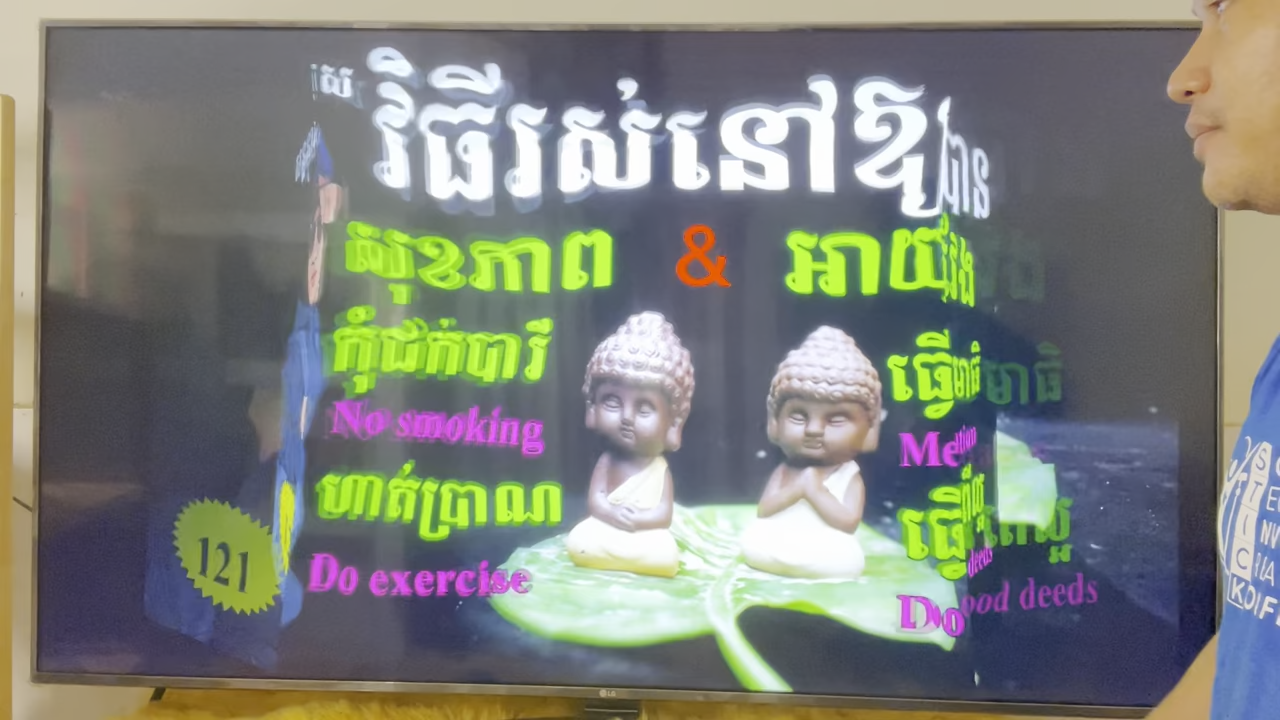 វិធីរស់នៅឱ្យបាន
សុខភាព & អាយុវែង
កុំជក់បារី
ធ្វើសមាធិ
No smoking
ហាត់ប្រាណ
ធ្វើ
121
Do exercise
Do good deeds
LG